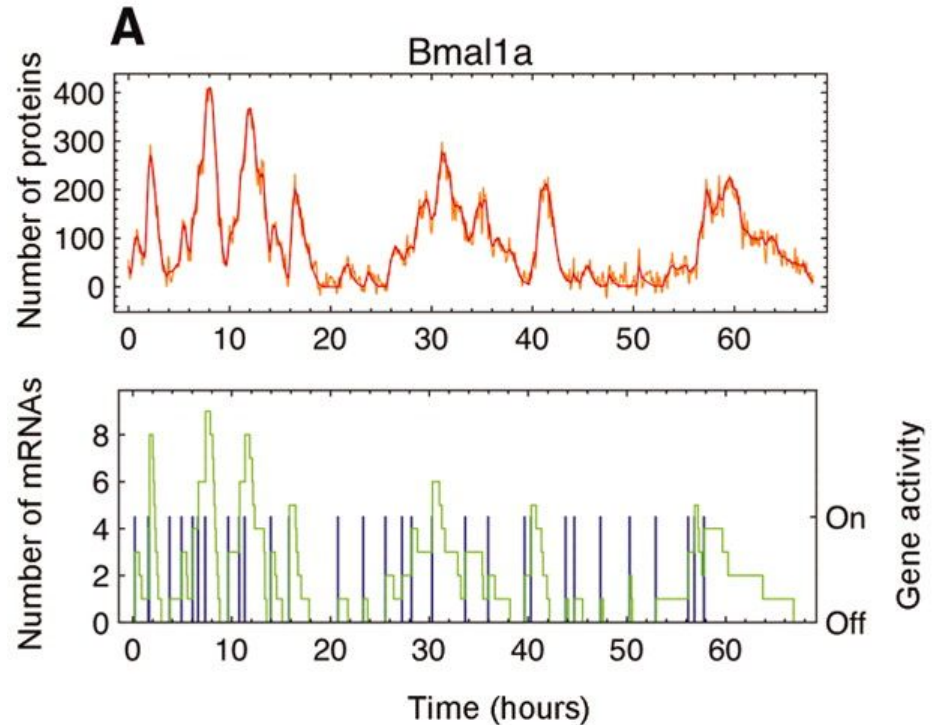 A
Bmal1a
Number of proteins
400
300
200
100
0
0 10 20 30 40 50 60
Number of mRNAs
8
6
4
2
0
On
Off
Gene activity
0 10 20 30 40 50 60
Time (hours)